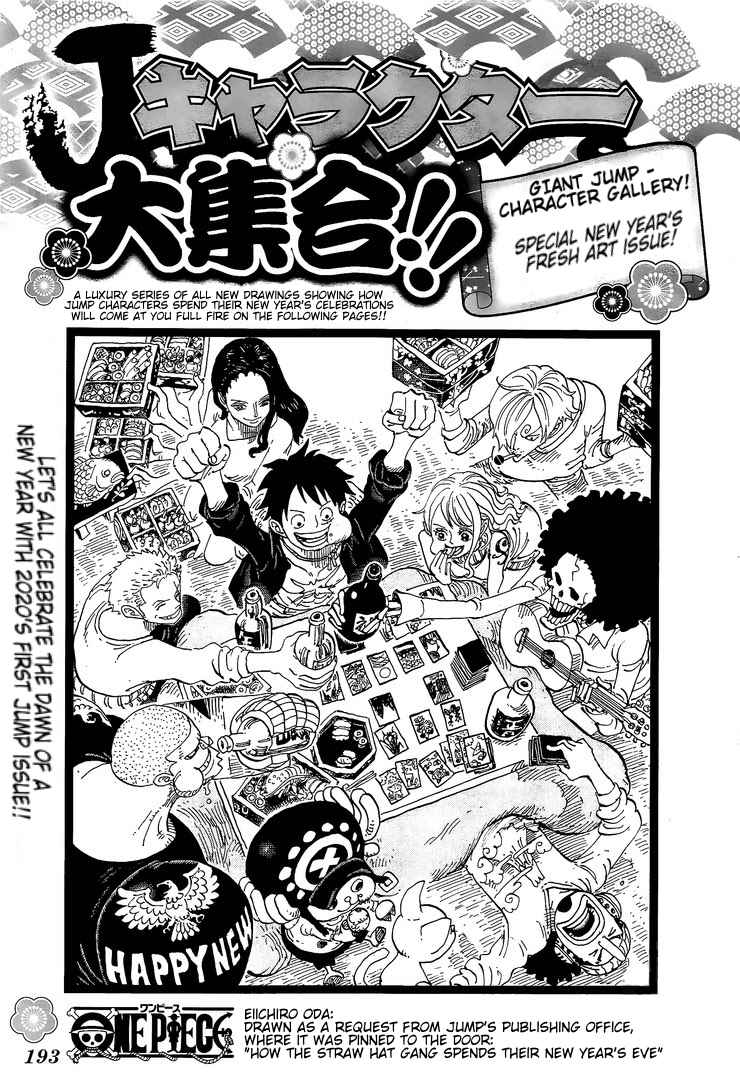 Jキャラクター
大集合!!
GIANT JUMP -
CHARACTER GALLERY!
SPECIAL NEW YEAR'S
FRESH ART ISSUE!
A LUXURY SERIES OF ALL NEW DRAWINGS SHOWING HOW
JUMP CHARACTERS SPEND THEIR NEW YEAR'S CELEBRATIONS
WILL COME AT YOU FULL FIRE ON THE FOLLOWING PAGES!!
LET'S ALL CELEBRATE THE DAWN OF A
NEW YEAR WITH 2020'S FIRST JUMP ISSUE!!
HAPPY NEW
ワンピース
ONE PIECE
EIICHIRO ODA:
DRAWN AS A REQUEST FROM JUMP'S PUBLISHING OFFICE,
WHERE IT WAS PINNED TO THE DOOR:
"HOW THE STRAW HAT GANG SPENDS THEIR NEW YEAR'S EVE"
193